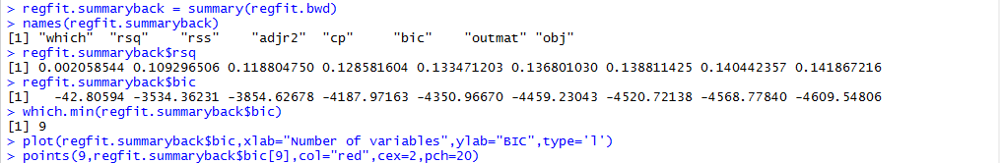 > regfit.summaryback = summary(regfit.bwd)
> names(regfit.summaryback)
[1] "which"  "rsq"    "rss"    "adjr2"  "cp"     "bic"    "outmat" "obj"
> regfit.summaryback$rsq
[1] 0.002058544 0.109296506 0.118804750 0.128581604 0.133471203 0.136801030 0.138811425 0.140442357 0.141867216
> regfit.summaryback$bic
[1]   -42.80594 -3534.36231 -3854.62678 -4187.97163 -4350.96670 -4459.23043 -4520.72138 -4568.77840 -4609.54806
> which.min(regfit.summaryback$bic)
[1] 9
> plot(regfit.summaryback$bic,xlab="Number of variables",ylab="BIC",type='l')
> points(9,regfit.summaryback$bic[9],col="red",cex=2,pch=20)